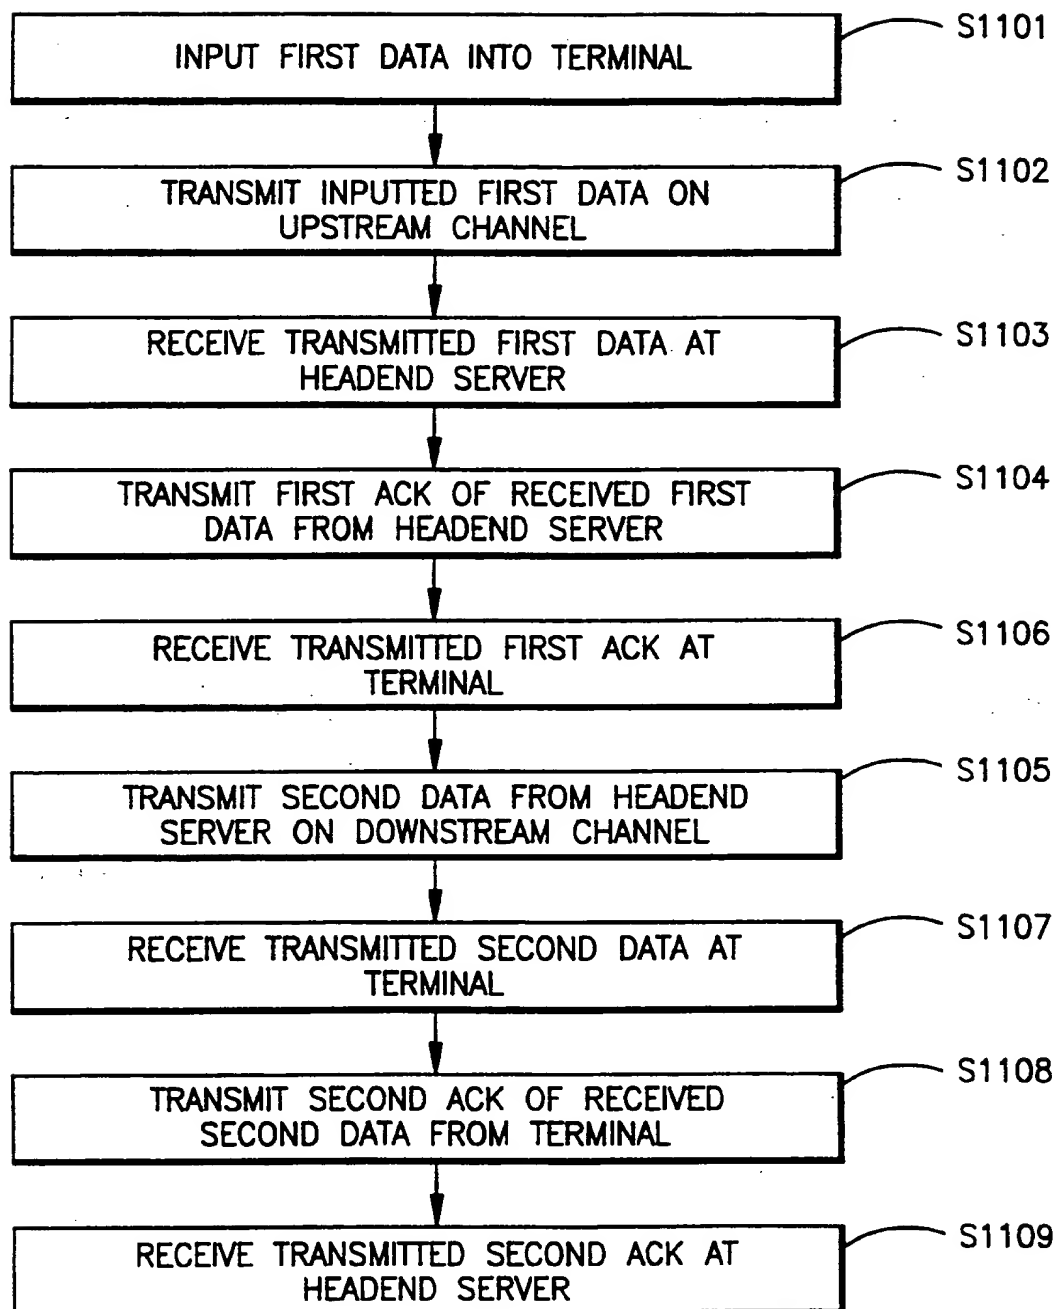 INPUT FIRST DATA INTO TERMINAL
S1101
TRANSMIT INPUTTED FIRST DATA ON
UPSTREAM CHANNEL
S1102
RECEIVE TRANSMITTED FIRST DATA AT
HEADEND SERVER
S1103
TRANSMIT FIRST ACK OF RECEIVED FIRST
DATA FROM HEADEND SERVER
S1104
RECEIVE TRANSMITTED FIRST ACK AT
TERMINAL
S1106
TRANSMIT SECOND DATA FROM HEADEND
SERVER ON DOWNSTREAM CHANNEL
S1105
RECEIVE TRANSMITTED SECOND DATA AT
TERMINAL
S1107
TRANSMIT SECOND ACK OF RECEIVED
SECOND DATA FROM TERMINAL
S1108
RECEIVE TRANSMITTED SECOND ACK AT
HEADEND SERVER
S1109